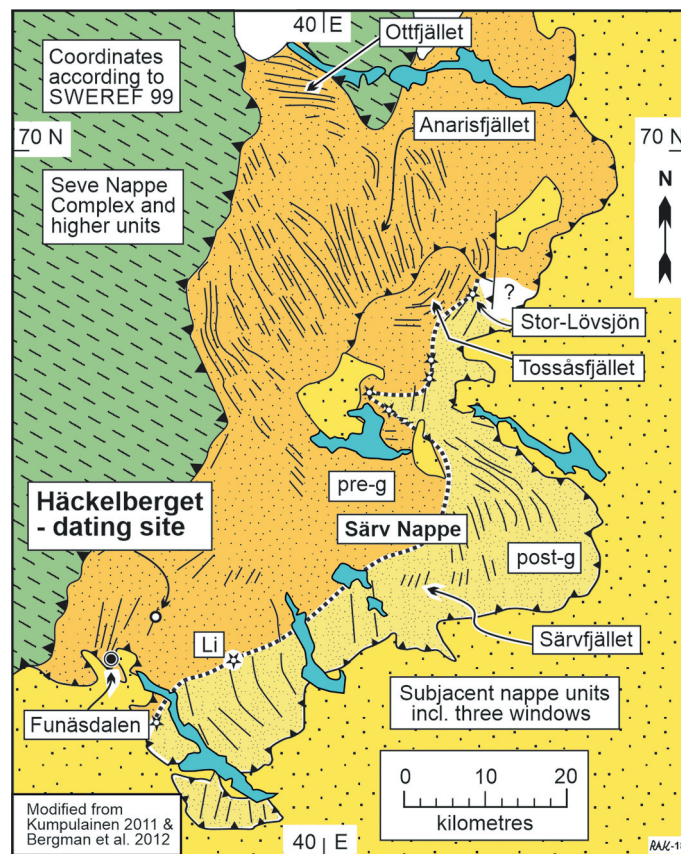 40 E
Ottfjället
Coordinates
according to
SWEREF 99
70 N
70 N
Anarisfjället
N
Seve Nappe
Complex and
higher units
?
Stor-Lövsjön
Tossåsfjället
Häckelberget
- dating site
pre-g
Särv Nappe
post-g
Li
Särvfjället
Funäsdalen
Subjacent nappe units
incl. three windows
0 10 20
kilometres
Modified from
Kumpulainen 2011 &
Bergman et al. 2012
40 E